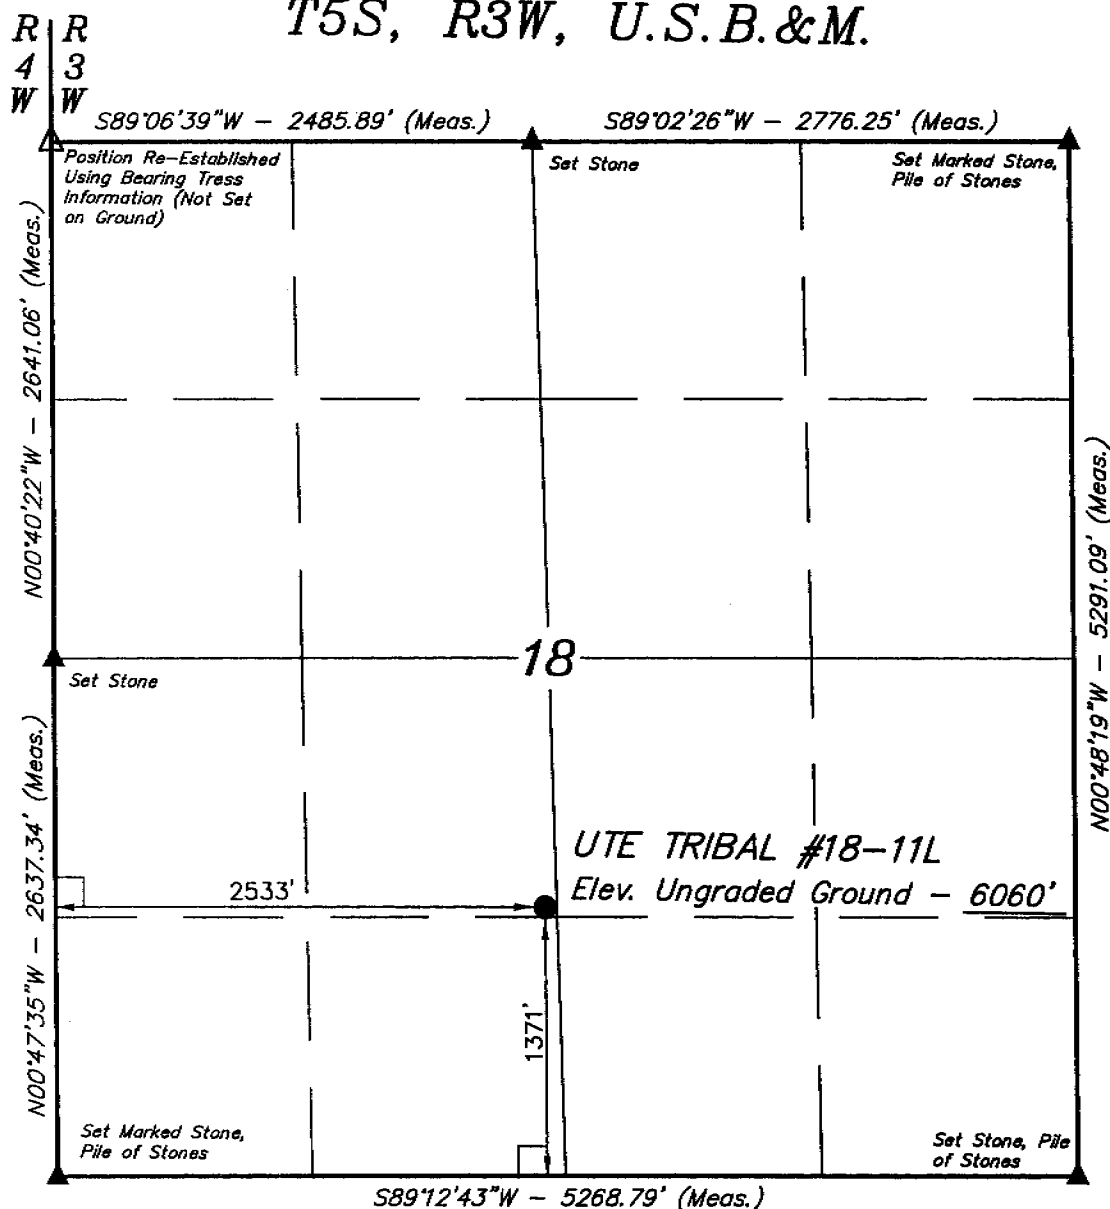 T5S, R3W, U.S.B.&M.
R R
4 3
W W
S89°06'39"W - 2485.89' (Meas.)
S89°02'26"W - 2776.25' (Meas.)
Position Re-Established
Using Bearing Tress
Information (Not Set
on Ground)
Set Stone
Set Marked Stone,
Pile of Stones
N00°40'22"W - 2641.06' (Meas.)
18
N00°48'19"W - 5291.09' (Meas.)
Set Stone
N00°47'35"W - 2637.34' (Meas.)
UTE TRIBAL #18-11L
Elev. Ungraded Ground - 6060'
2533'
1371'
Set Marked Stone,
Pile of Stones
Set Stone, Pile
of Stones
S89°12'43"W - 5268.79' (Meas.)